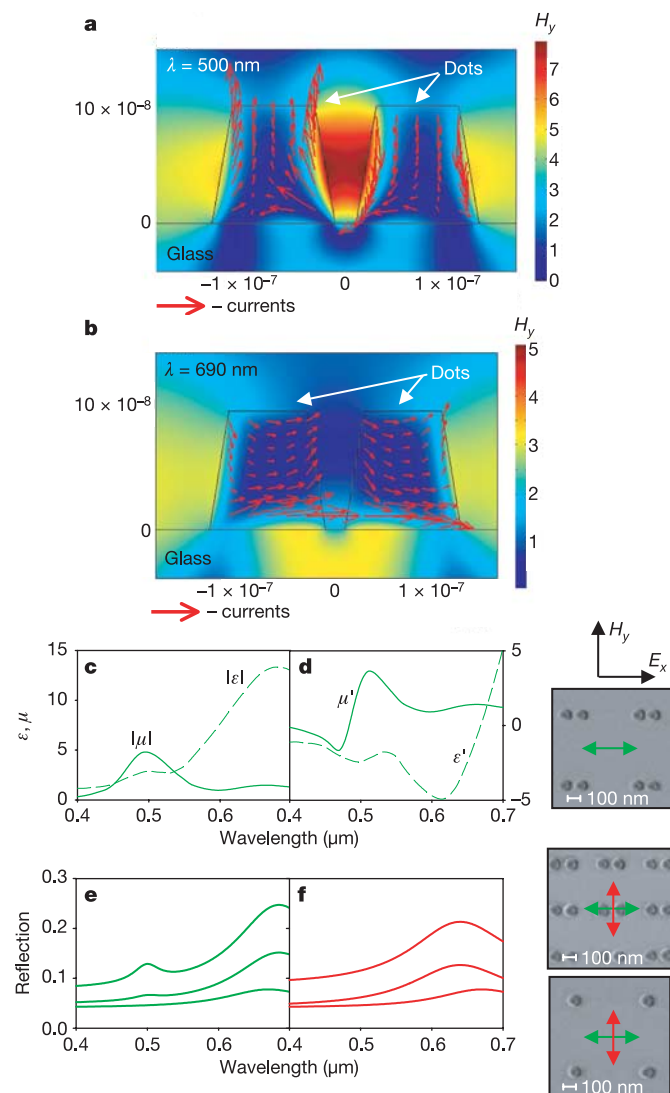 a
H_y
λ = 500 nm
Dots
10 × 10⁻⁸
0
Glass
−1 × 10⁻⁷
0
1 × 10⁻⁷
– currents
7
6
5
4
3
2
1
0
b
H_y
λ = 690 nm
Dots
10 × 10⁻⁸
0
Glass
−1 × 10⁻⁷
0
1 × 10⁻⁷
– currents
5
4
3
2
1
c
|ε|
|μ|
ε, μ
15
10
5
0
0.4
0.5
0.6
0.4
Wavelength (μm)
d
μ'
ε'
5
0
−5
0.5
0.6
0.7
Wavelength (μm)
H_y
E_x
100 nm
e
Reflection
0.3
0.2
0.1
0.0
0.4
0.5
0.6
0.4
Wavelength (μm)
f
0.5
0.6
0.7
Wavelength (μm)
100 nm
100 nm